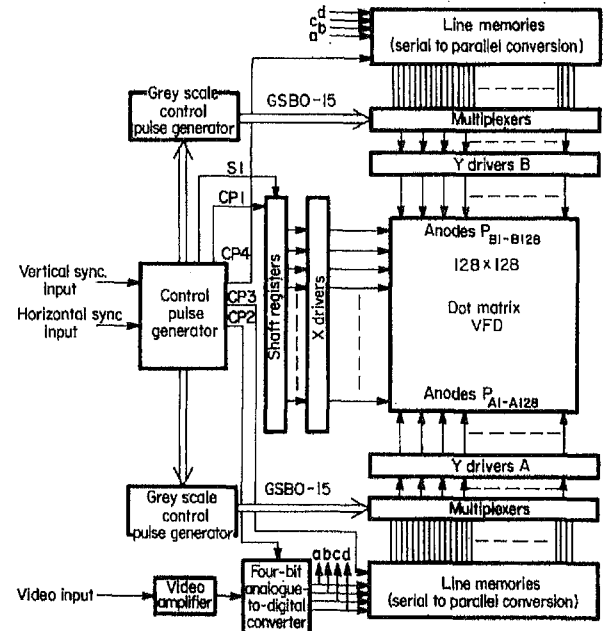 d
c
b
a
Line memories
(serial to parallel conversion)
Grey scale
control
pulse generator
GSBO-15
Multiplexers
Y drivers B
S1
CP1
CP4
CP3
CP2
Anodes P B1-B128
128×128
Dot matrix
VFD
Anodes P A1-A128
Vertical sync.
input
Horizontal sync
input
Control
pulse
generator
Shaft registers
X drivers
Y drivers A
Grey scale
control
pulse generator
GSBO-15
Multiplexers
a b c d
Video input
Video
amplifier
Four-bit
analogue-
to-digital
converter
Line memories
(serial to parallel conversion)